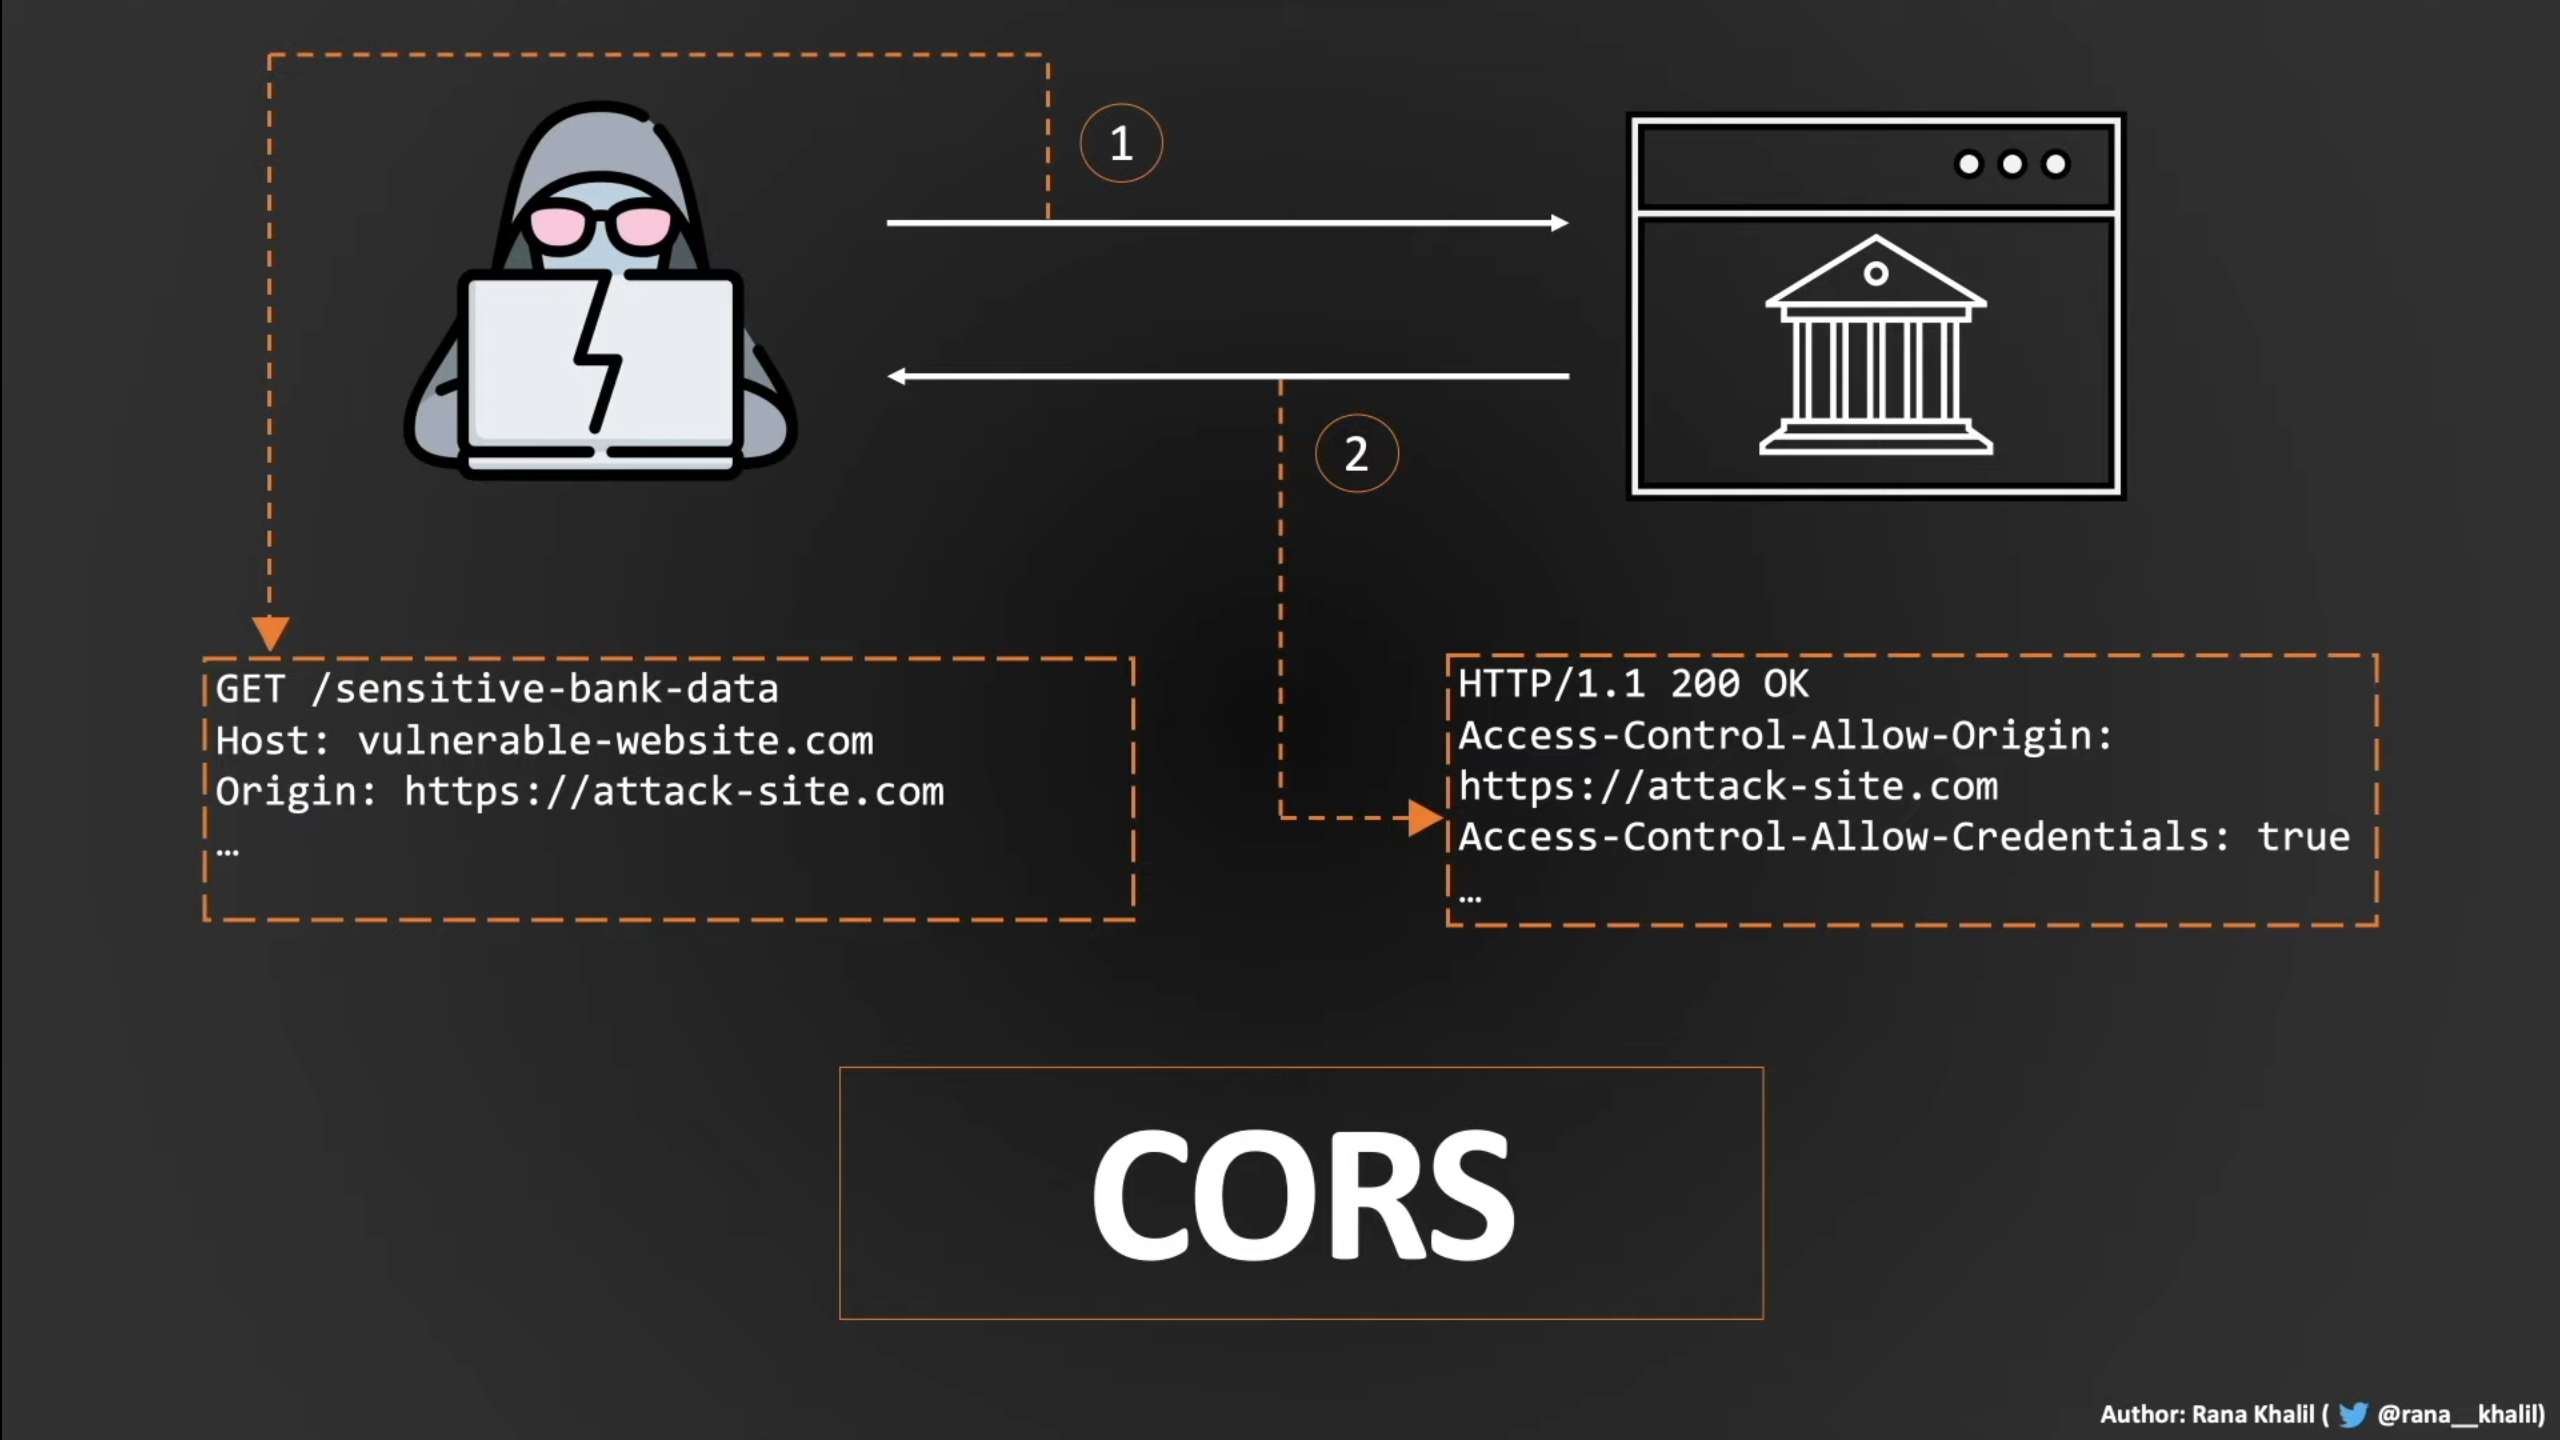 1
2
GET /sensitive-bank-data
Host: vulnerable-website.com
Origin: https://attack-site.com
…
HTTP/1.1 200 OK
Access-Control-Allow-Origin:
https://attack-site.com
Access-Control-Allow-Credentials: true
…
CORS
Author: Rana Khalil ( @rana__khalil)